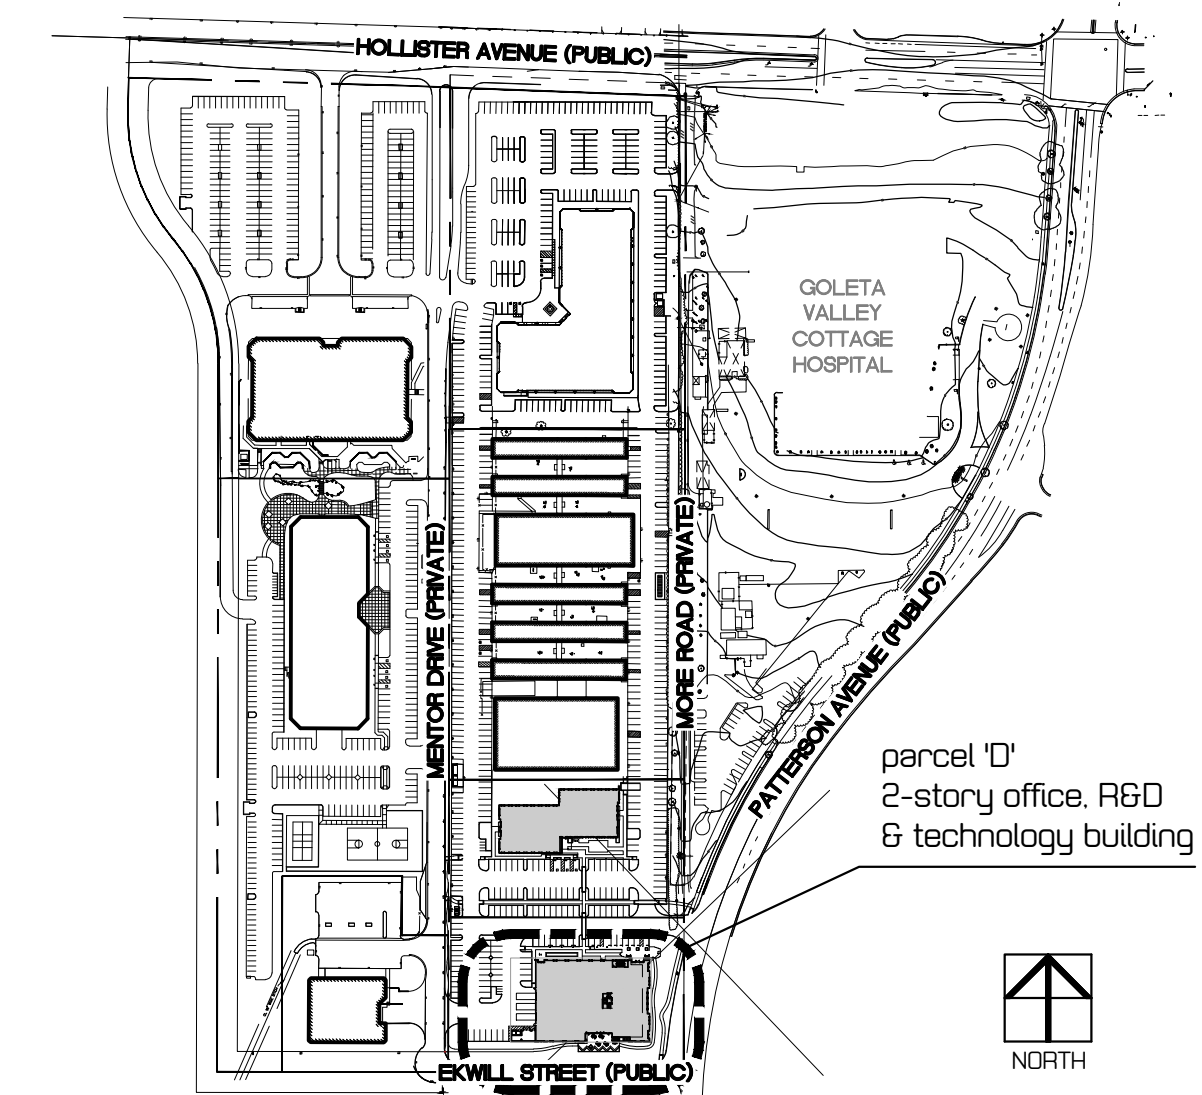 HOLLISTER AVENUE (PUBLIC)
GOLETA
VALLEY
COTTAGE
HOSPITAL
MENTOR DRIVE (PRIVATE)
MORE ROAD (PRIVATE)
PATTERSON AVENUE (PUBLIC)
parcel 'D'
2-story office, R&D
& technology building
NORTH
EKWILL STREET (PUBLIC)